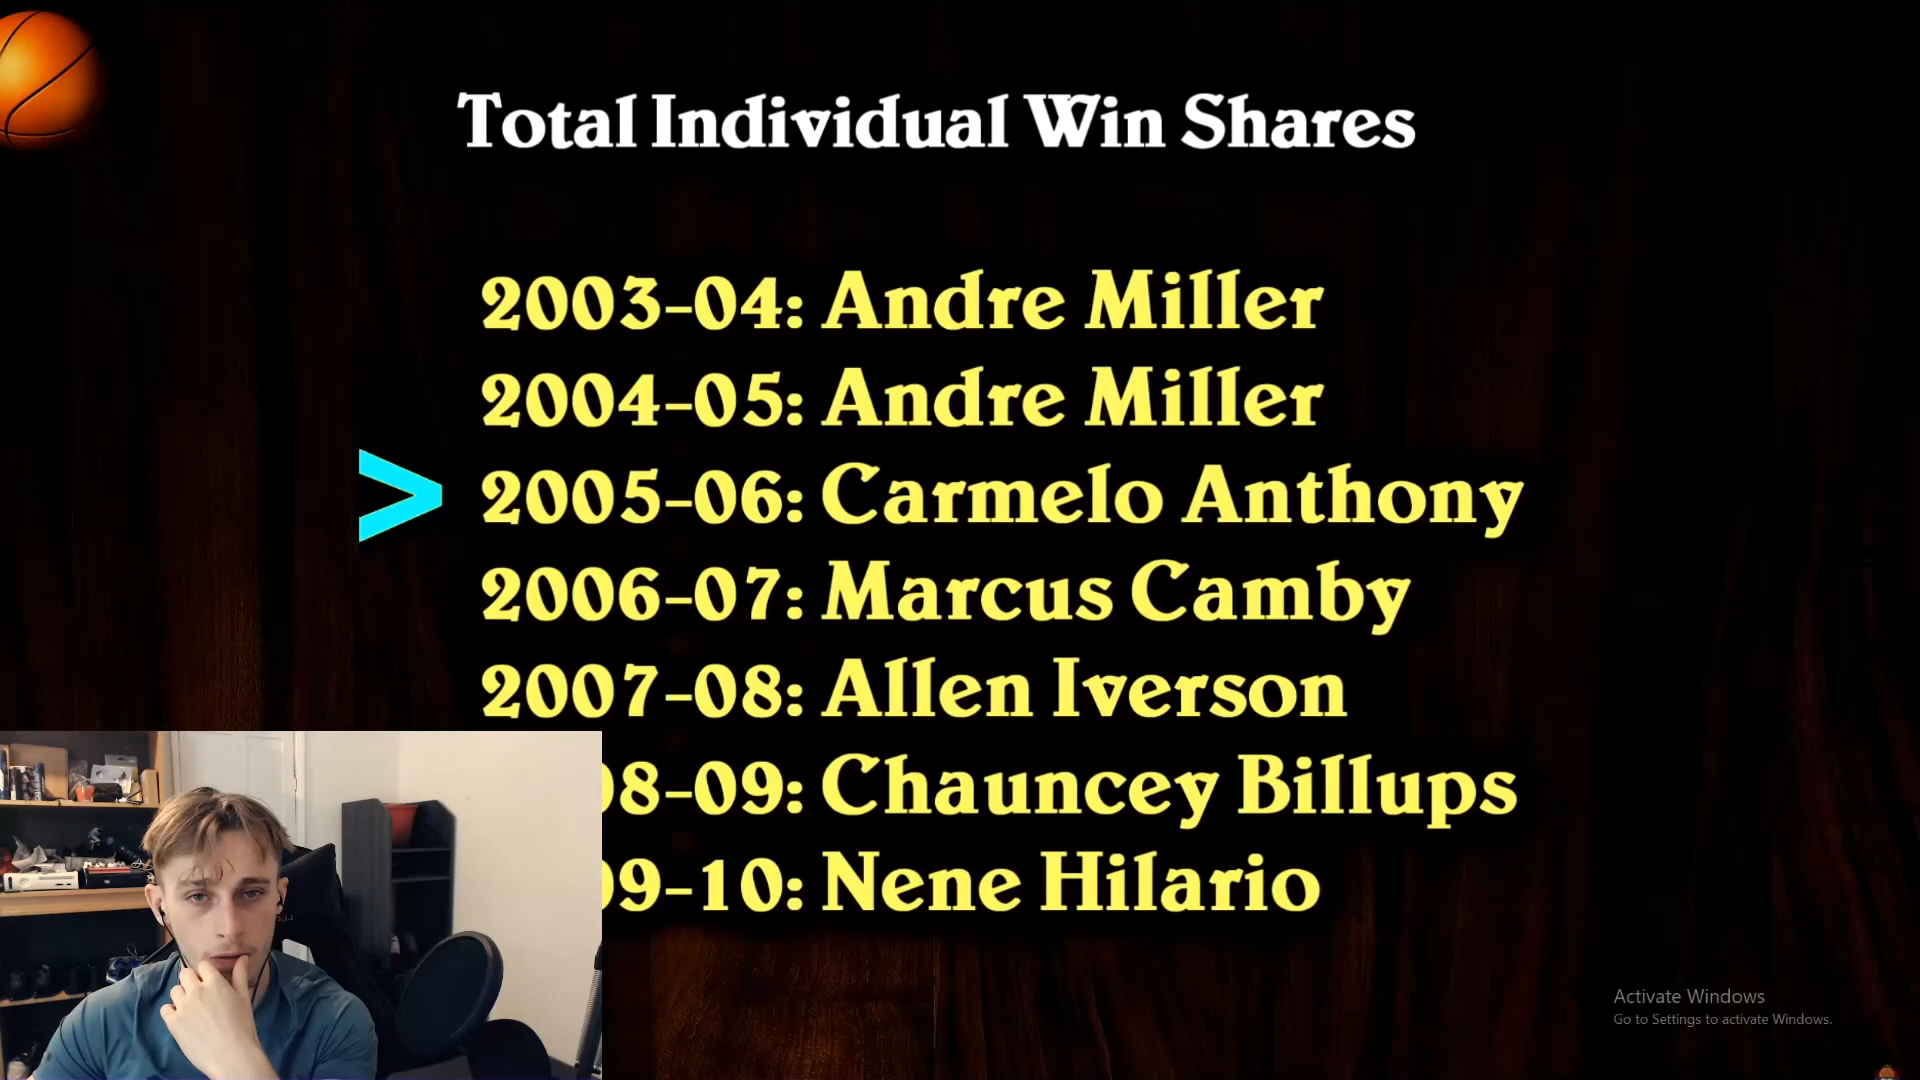 Total Individual Win Shares
2003-04: Andre Miller
2004-05: Andre Miller
> 2005-06: Carmelo Anthony
2006-07: Marcus Camby
2007-08: Allen Iverson
8-09: Chauncey Billups
9-10: Nene Hilario
Activate Windows
Go to Settings to activate Windows.